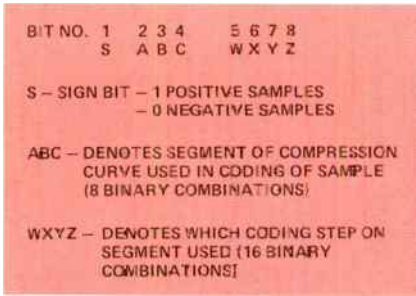 BIT NO. 1 2 3 4 5 6 7 8
S A B C W X Y Z
S – SIGN BIT – 1 POSITIVE SAMPLES
– 0 NEGATIVE SAMPLES
ABC – DENOTES SEGMENT OF COMPRESSION
CURVE USED IN CODING OF SAMPLE
(8 BINARY COMBINATIONS)
WXYZ – DENOTES WHICH CODING STEP ON
SEGMENT USED (16 BINARY
COMBINATIONS]